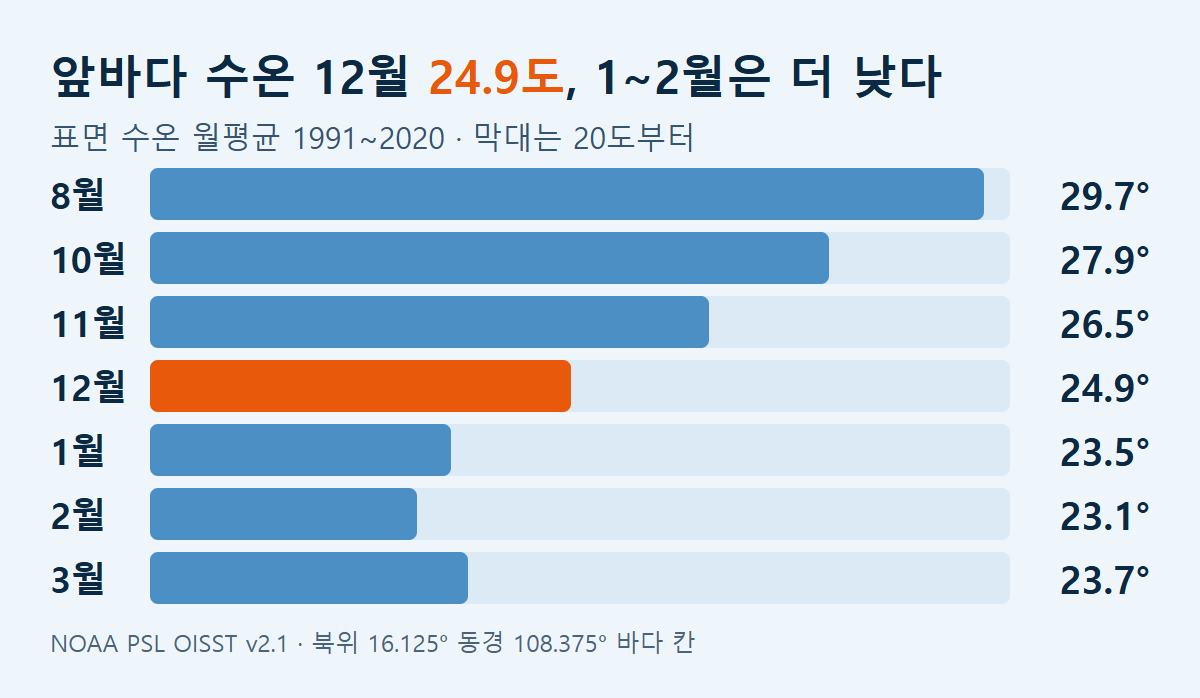 앞바다 수온 12월 24.9도, 1~2월은 더 낮다
표면 수온 월평균 1991~2020 · 막대는 20도부터
8월 29.7°
10월 27.9°
11월 26.5°
12월 24.9°
1월 23.5°
2월 23.1°
3월 23.7°
NOAA PSL OISST v2.1 · 북위 16.125° 동경 108.375° 바다 칸